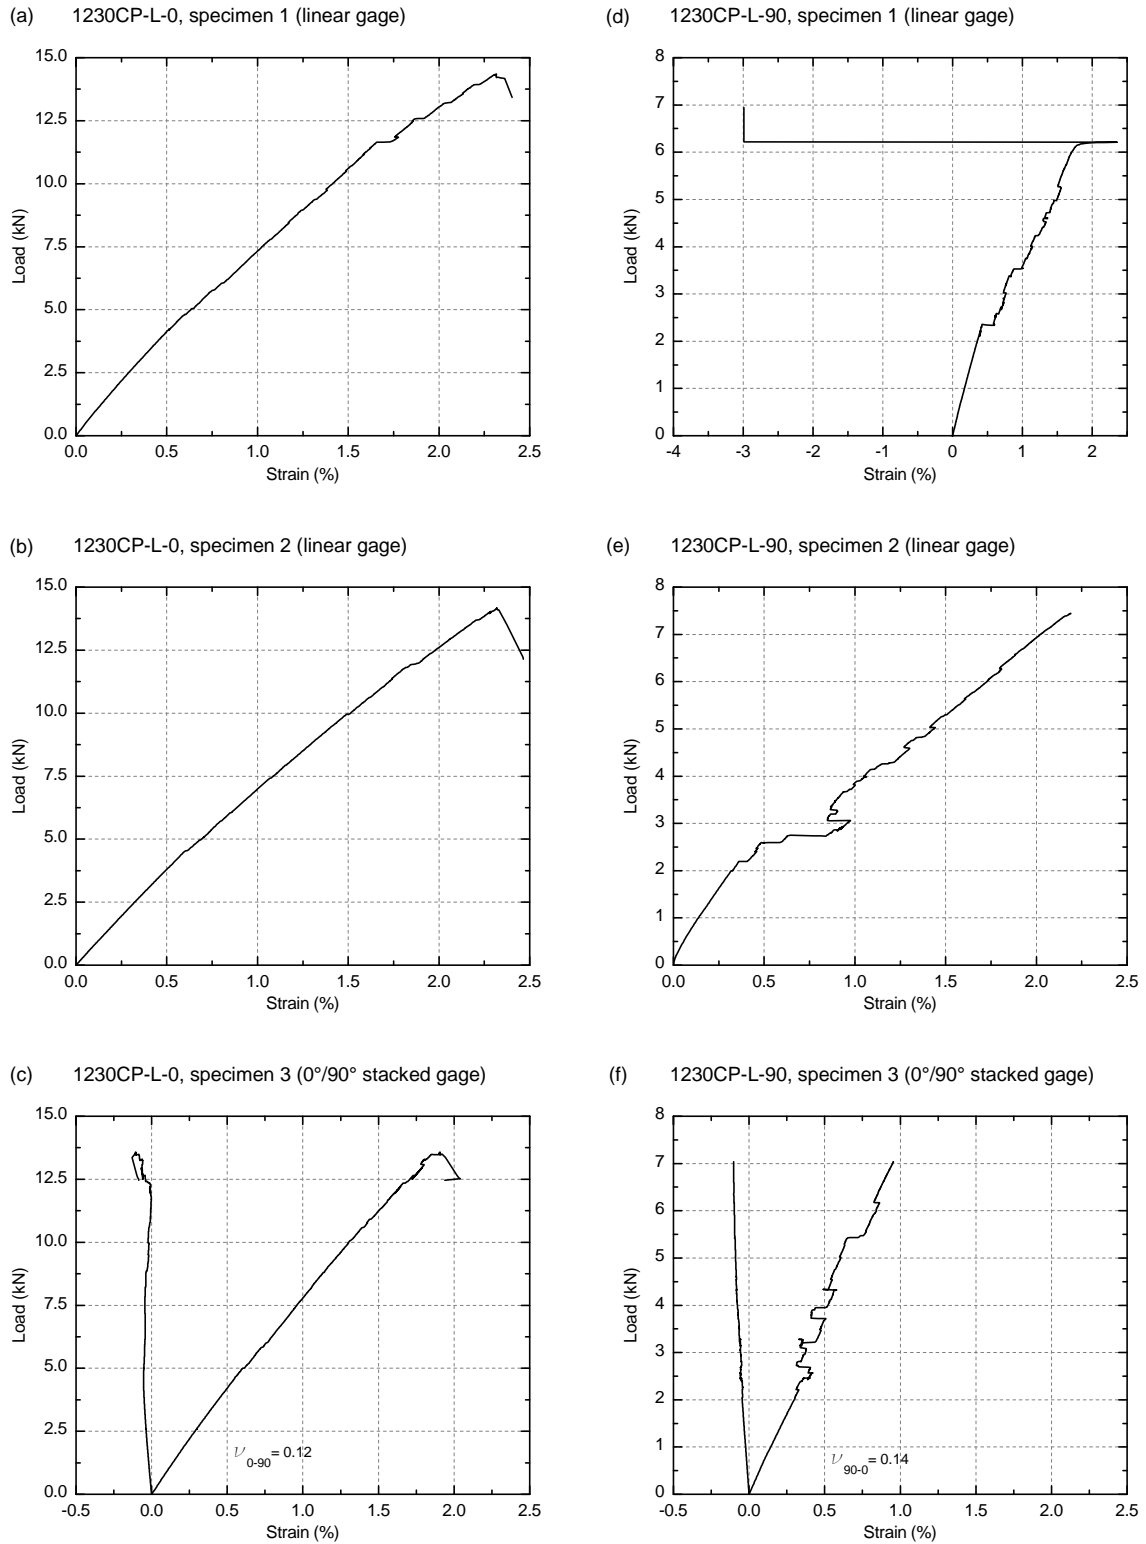 (a) 1230CP-L-0, specimen 1 (linear gage)
15.0
12.5
10.0
7.5
5.0
2.5
0.0
Load (kN)
0.0 0.5 1.0 1.5 2.0 2.5
Strain (%)
(d) 1230CP-L-90, specimen 1 (linear gage)
8
7
6
5
4
3
2
1
0
Load (kN)
-4 -3 -2 -1 0 1 2
Strain (%)
(b) 1230CP-L-0, specimen 2 (linear gage)
15.0
12.5
10.0
7.5
5.0
2.5
0.0
Load (kN)
0.0 0.5 1.0 1.5 2.0 2.5
Strain (%)
(e) 1230CP-L-90, specimen 2 (linear gage)
8
7
6
5
4
3
2
1
0
Load (kN)
0.0 0.5 1.0 1.5 2.0 2.5
Strain (%)
(c) 1230CP-L-0, specimen 3 (0°/90° stacked gage)
15.0
12.5
10.0
7.5
5.0
2.5
0.0
Load (kN)
ν0-90= 0.12
-0.5 0.0 0.5 1.0 1.5 2.0 2.5
Strain (%)
(f) 1230CP-L-90, specimen 3 (0°/90° stacked gage)
8
7
6
5
4
3
2
1
0
Load (kN)
ν90-0= 0.14
-0.5 0.0 0.5 1.0 1.5 2.0 2.5
Strain (%)